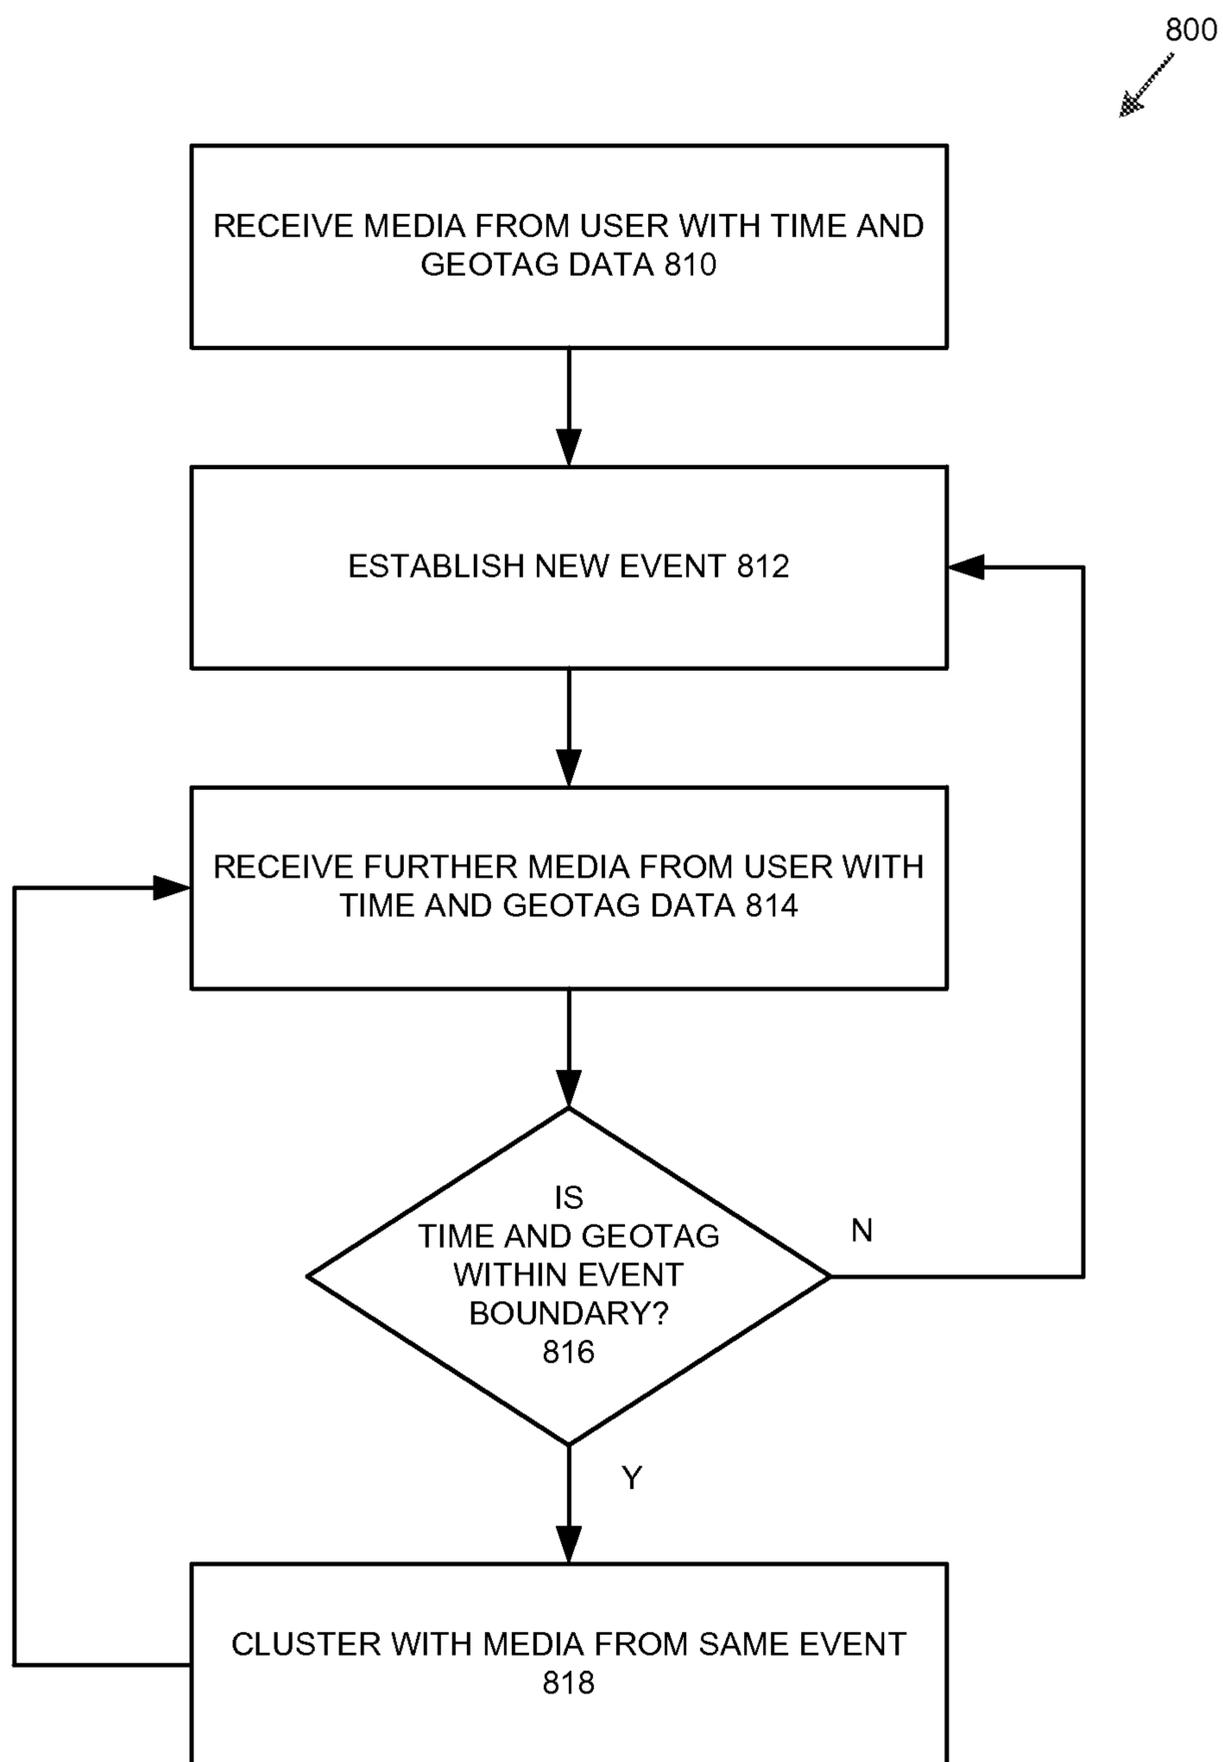 800
RECEIVE MEDIA FROM USER WITH TIME AND
GEOTAG DATA 810
ESTABLISH NEW EVENT 812
RECEIVE FURTHER MEDIA FROM USER WITH
TIME AND GEOTAG DATA 814
IS
TIME AND GEOTAG
WITHIN EVENT
BOUNDARY?
816
N
Y
CLUSTER WITH MEDIA FROM SAME EVENT
818